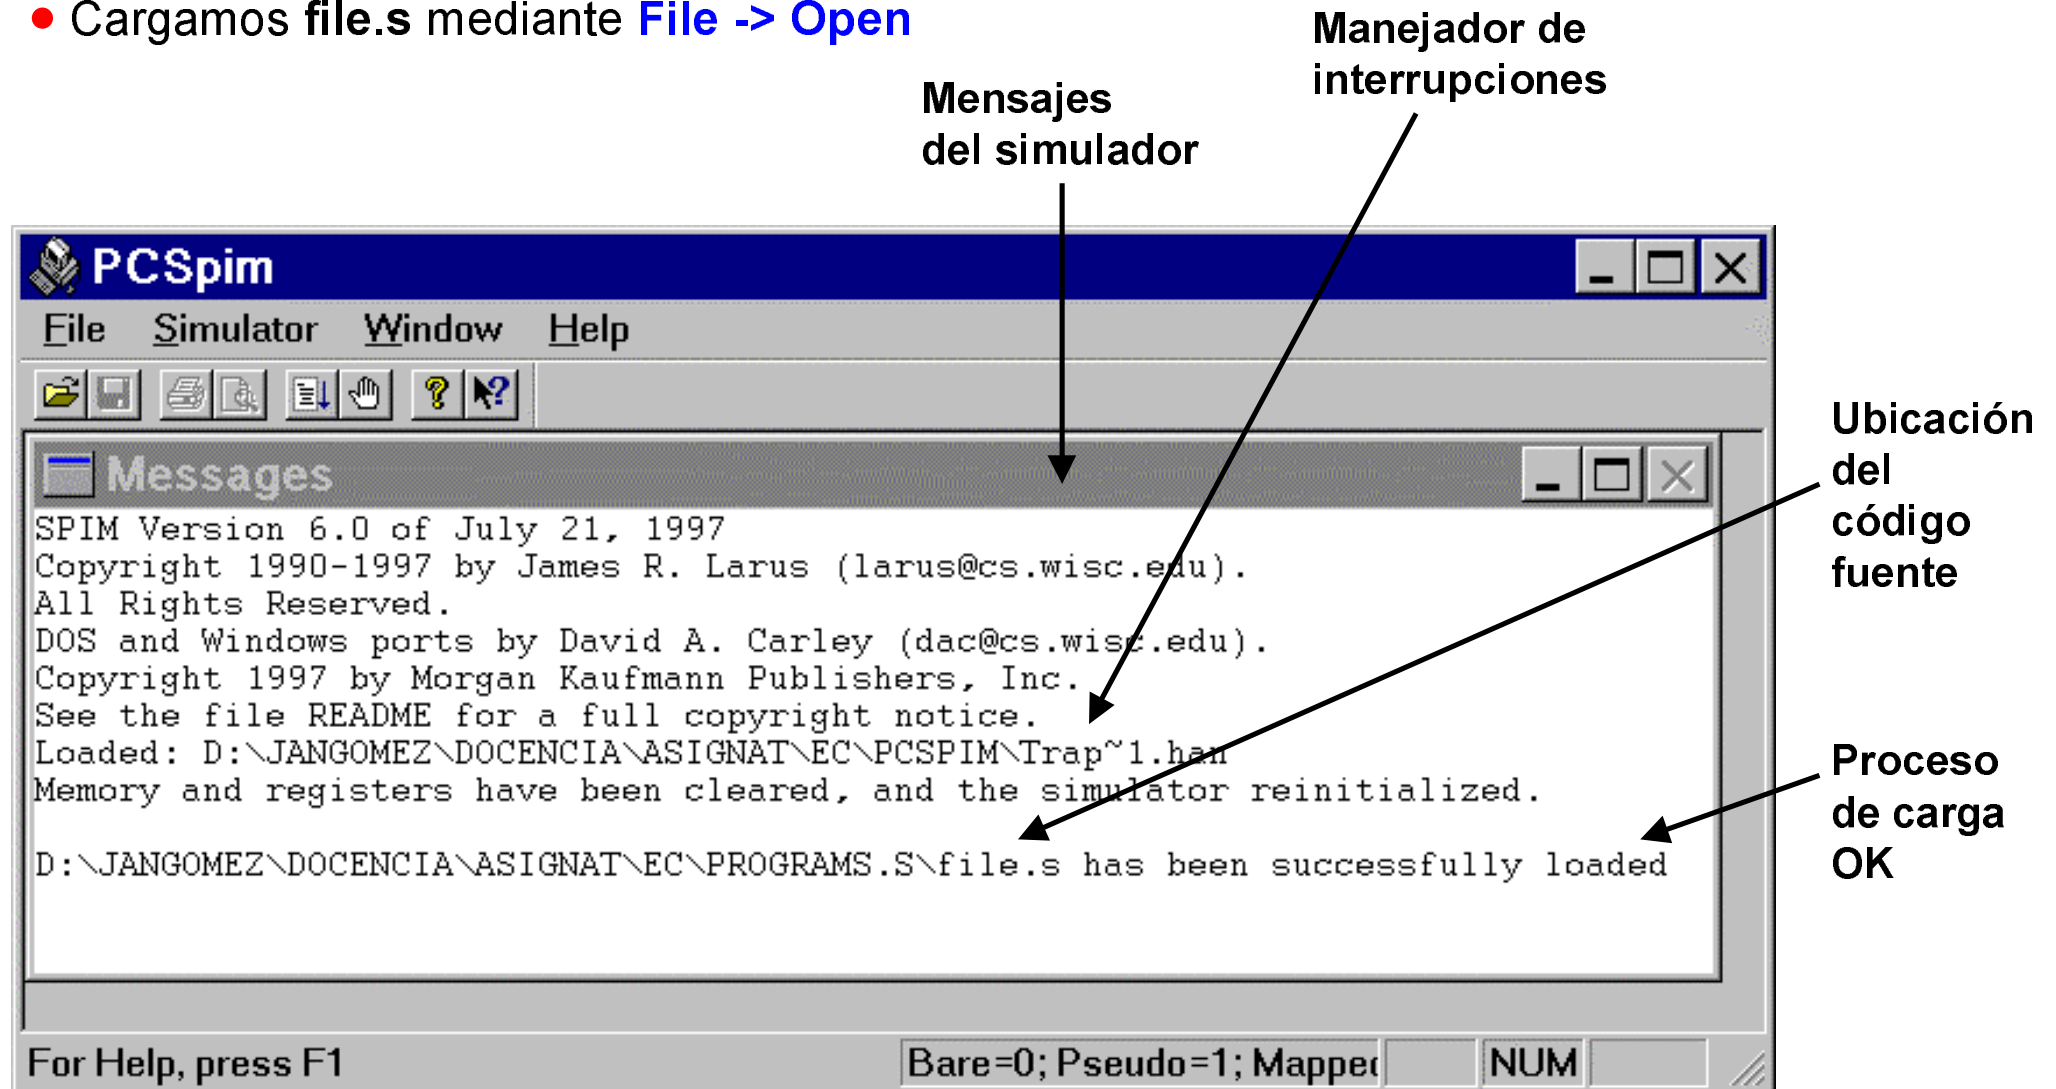 • Cargamos file.s mediante File -> Open
Manejador de
interrupciones
Mensajes
del simulador
PCSpim
File Simulator Window Help
Messages
SPIM Version 6.0 of July 21, 1997
Copyright 1990-1997 by James R. Larus (larus@cs.wisc.edu).
All Rights Reserved.
DOS and Windows ports by David A. Carley (dac@cs.wisc.edu).
Copyright 1997 by Morgan Kaufmann Publishers, Inc.
See the file README for a full copyright notice.
Loaded: D:\JANGOMEZ\DOCENCIA\ASIGNAT\EC\PCSPIM\Trap~1.han
Memory and registers have been cleared, and the simulator reinitialized.
D:\JANGOMEZ\DOCENCIA\ASIGNAT\EC\PROGRAMS.S\file.s has been successfully loaded
Ubicación
del
código
fuente
Proceso
de carga
OK
For Help, press F1
Bare=0; Pseudo=1; Mapped
NUM